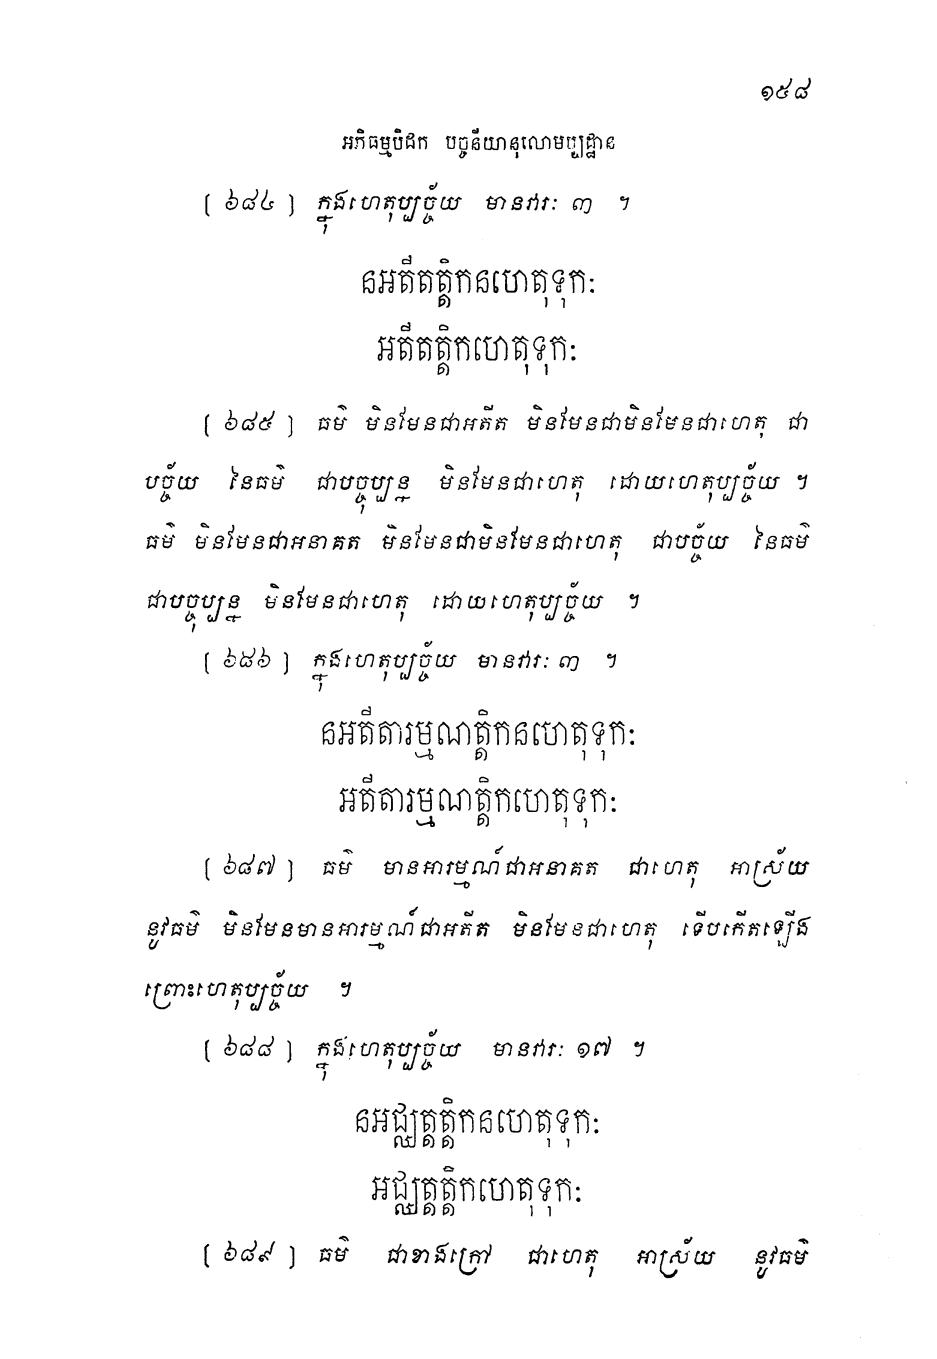 ១៥៨
អភិធម្មបិដក បច្ចនីយានុលោមប្បដ្ឋាន
[ ៦៨៤ ] ក្នុងហេតុប្បច្ច័យ មានវារៈ ៣ ។
នអតីតត្តិកនហេតុទុកៈ
អតីតត្តិកហេតុទុកៈ
[ ៦៨៥ ] ធម៌ មិនមែនជាអតីត មិនមែនជាមិនមែនជាហេតុ ជា
បច្ច័យ នៃធម៌ ជាបច្ចុប្បន្ន មិនមែនជាហេតុ ដោយហេតុប្បច្ច័យ ។
ធម៌ មិនមែនជាអនាគត មិនមែនជាមិនមែនជាហេតុ ជាបច្ច័យ នៃធម៌
ជាបច្ចុប្បន្ន មិនមែនជាហេតុ ដោយហេតុប្បច្ច័យ ។
[ ៦៨៦ ] ក្នុងហេតុប្បច្ច័យ មានវារៈ ៣ ។
នអតីតារម្មណត្តិកនហេតុទុកៈ
អតីតារម្មណត្តិកហេតុទុកៈ
[ ៦៨៧ ] ធម៌ មានអារម្មណ៍ជាអនាគត ជាហេតុ អាស្រ័យ
នូវធម៌ មិនមែនមានអារម្មណ៍ជាអតីត មិនមែនជាហេតុ ទើបកើតឡើង
ព្រោះហេតុប្បច្ច័យ ។
[ ៦៨៨ ] ក្នុងហេតុប្បច្ច័យ មានវារៈ ១៧ ។
នអជ្ឈត្តត្តិកនហេតុទុកៈ
អជ្ឈត្តត្តិកហេតុទុកៈ
[ ៦៨៩ ] ធម៌ ជាខាងក្រៅ ជាហេតុ អាស្រ័យ នូវធម៌